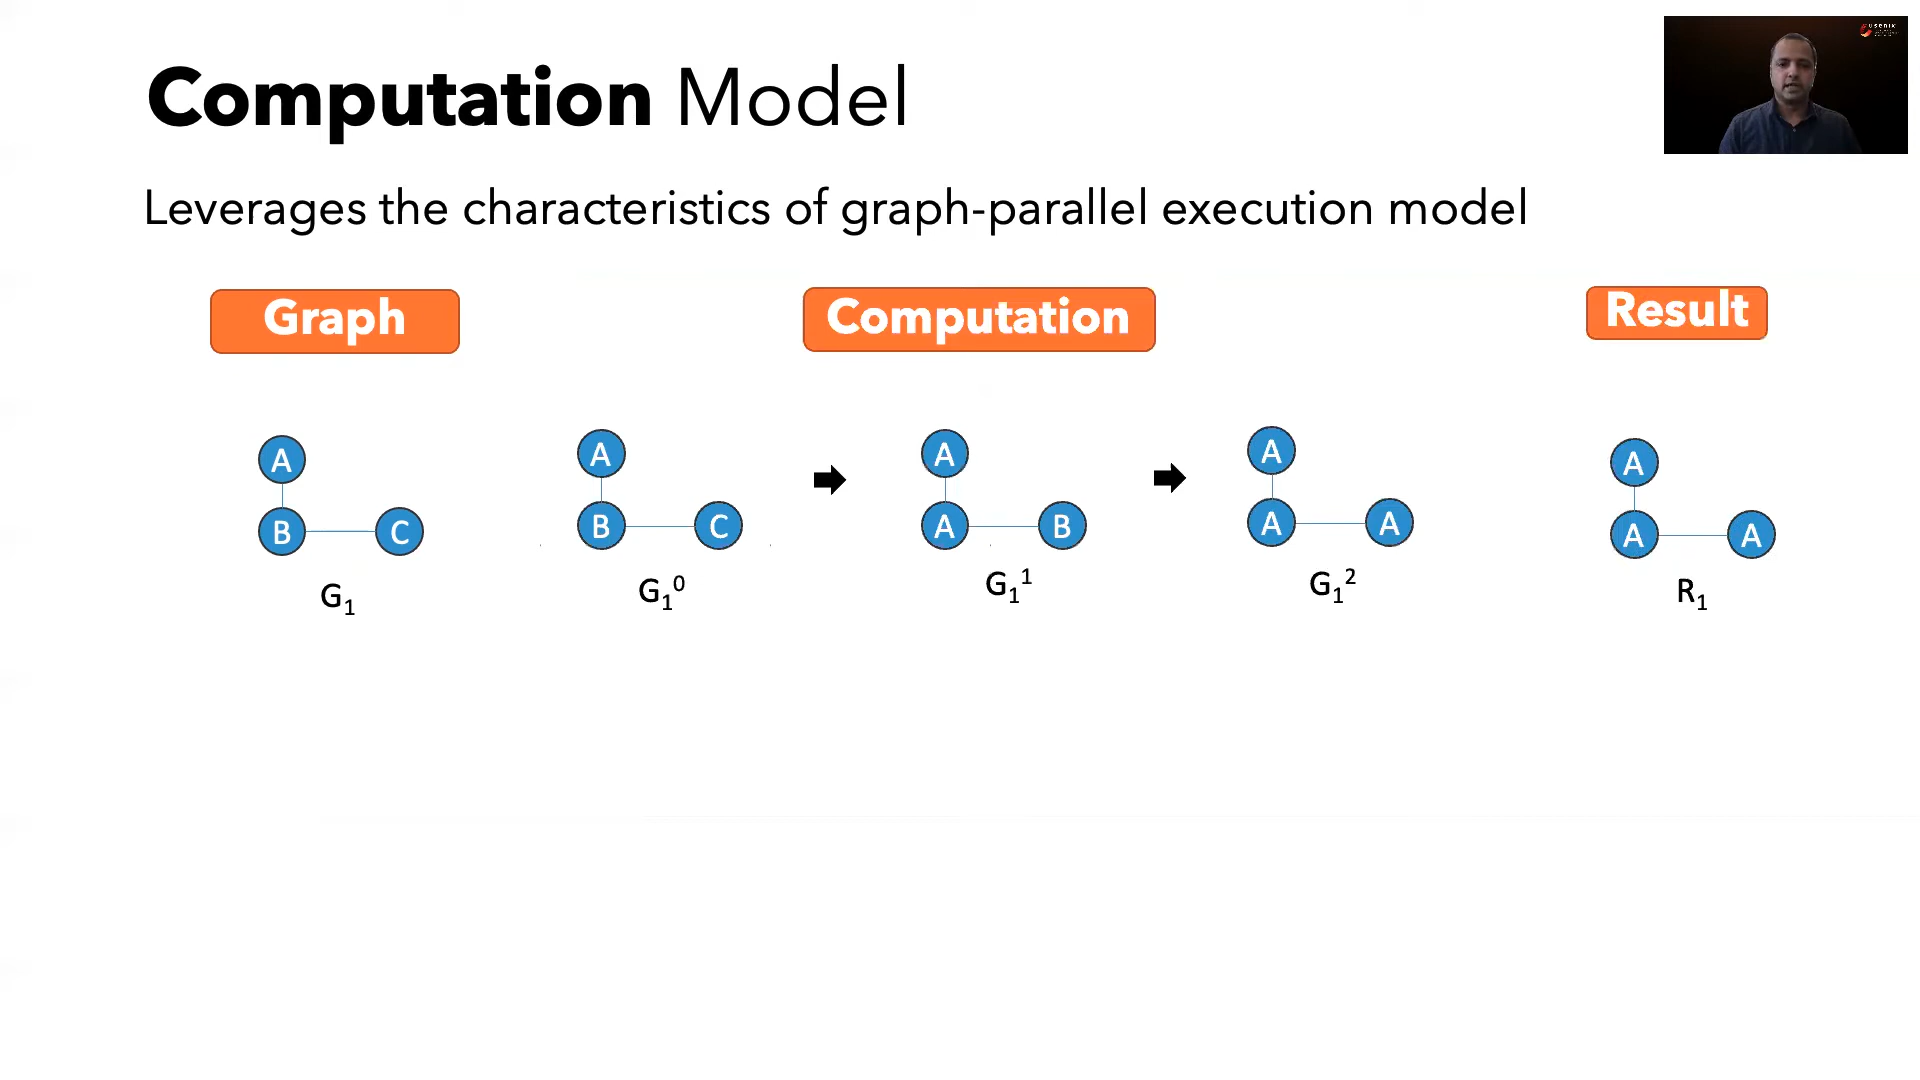 Computation Model
USENIX
Leverages the characteristics of graph-parallel execution model
Graph
Computation
Result
A
B C
G1
A
B C
G1 0
A
A B
G1 1
A
A A
G1 2
A
A A
R1